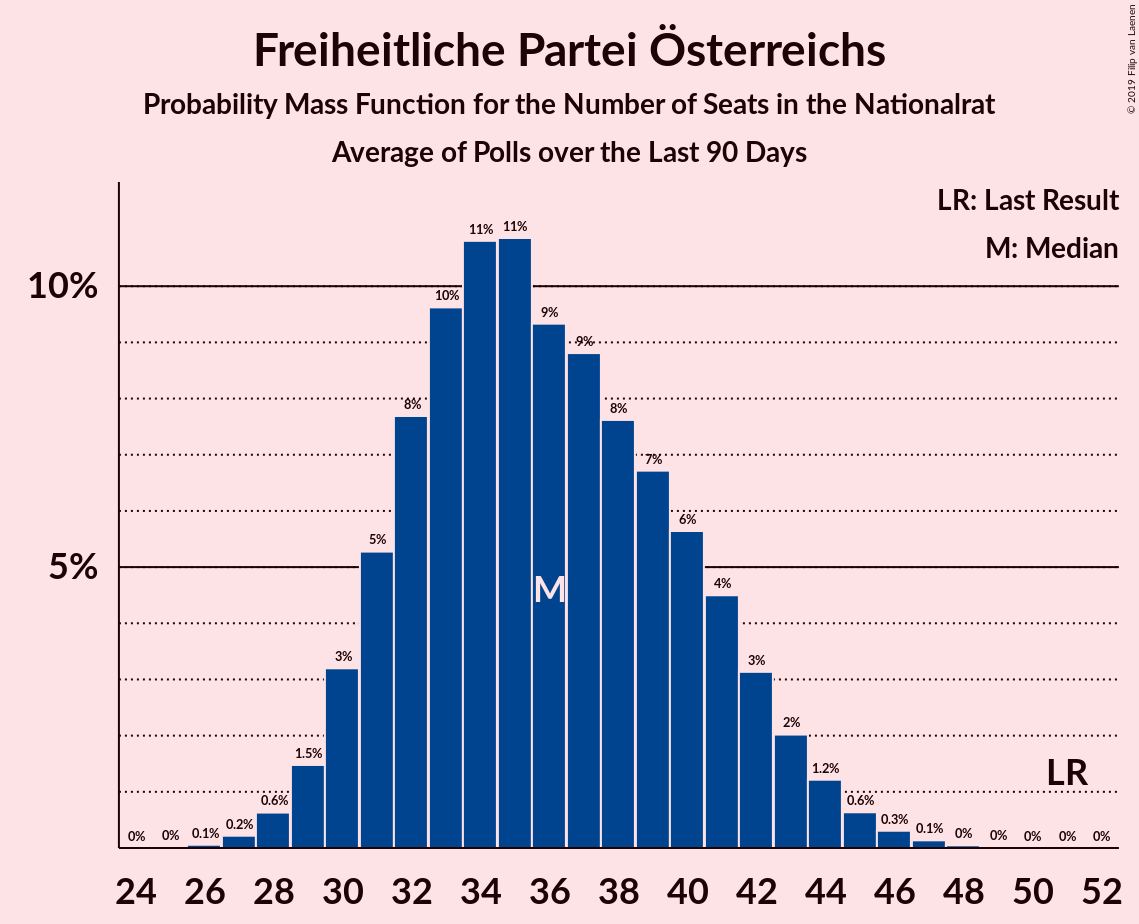 Freiheitliche Partei Österreichs
Probability Mass Function for the Number of Seats in the Nationalrat
Average of Polls over the Last 90 Days
© 2019 Filip van Laenen
LR: Last Result
M: Median
10%
5%
0% 0% 0.1% 0.2% 0.6% 1.5% 3% 5% 8% 10% 11% 11% 9% 9% 8% 7% 6% 4% 3% 2% 1.2% 0.6% 0.3% 0.1% 0% 0% 0% 0% 0%
M
LR
24 26 28 30 32 34 36 38 40 42 44 46 48 50 52